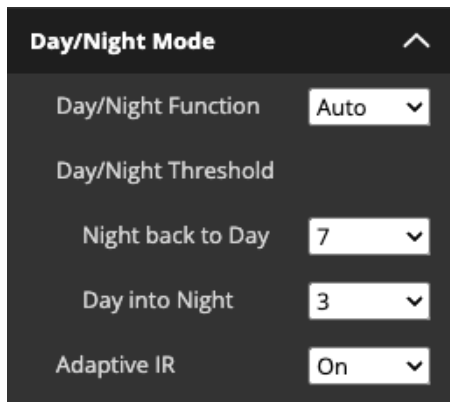 Day/Night Mode
Day/Night Function Auto
Day/Night Threshold
Night back to Day 7
Day into Night 3
Adaptive IR On